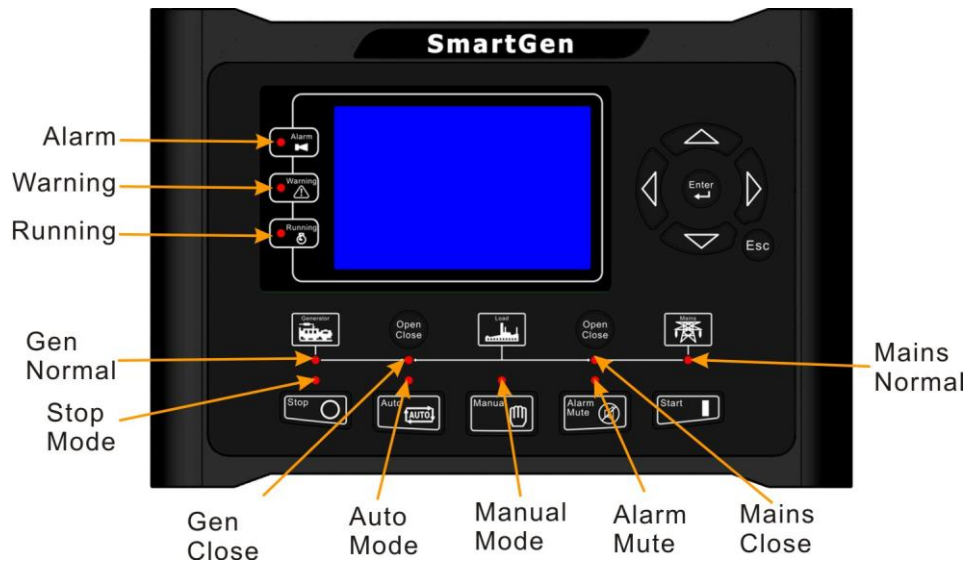 SmartGen
Alarm
Alarm
Warning
Warning
Running
Running
Enter
Esc
Generator
Open
Close
Load
Open
Close
Mains
Gen
Normal
Mains
Normal
Stop
Mode
Stop
Auto
AUTO
Manual
Alarm
Mute
Start
Gen
Close
Auto
Mode
Manual
Mode
Alarm
Mute
Mains
Close